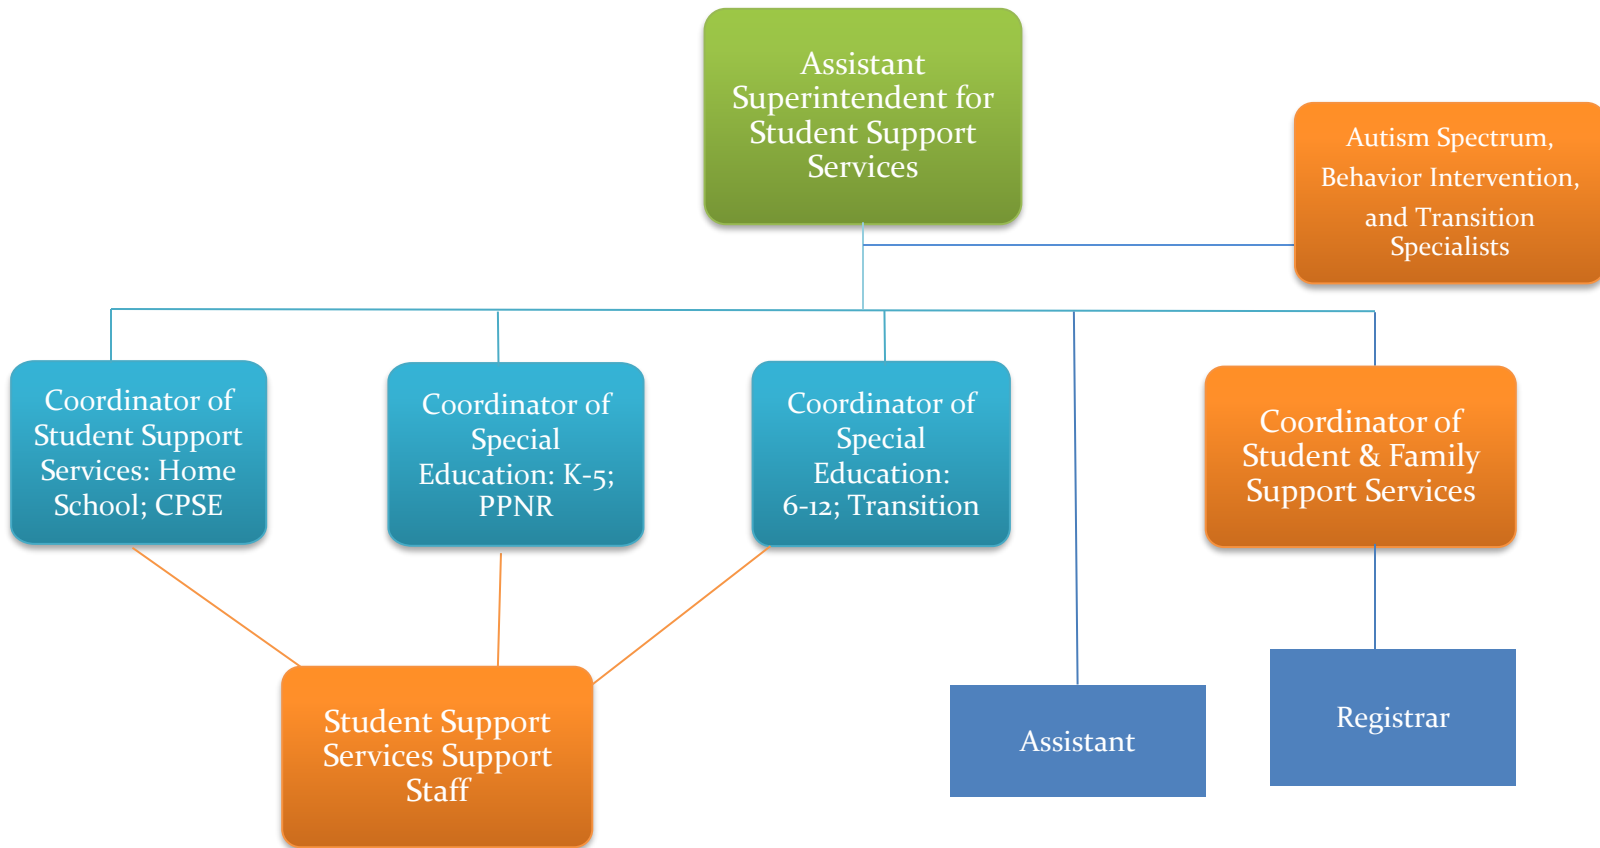 Assistant
Superintendent for
Student Support
Services
Autism Spectrum,
Behavior Intervention,
and Transition
Specialists
Coordinator of
Student Support
Services: Home
School; CPSE
Coordinator of
Special
Education: K-5;
PPNR
Coordinator of
Special
Education:
6-12; Transition
Coordinator of
Student & Family
Support Services
Student Support
Services Support
Staff
Assistant
Registrar